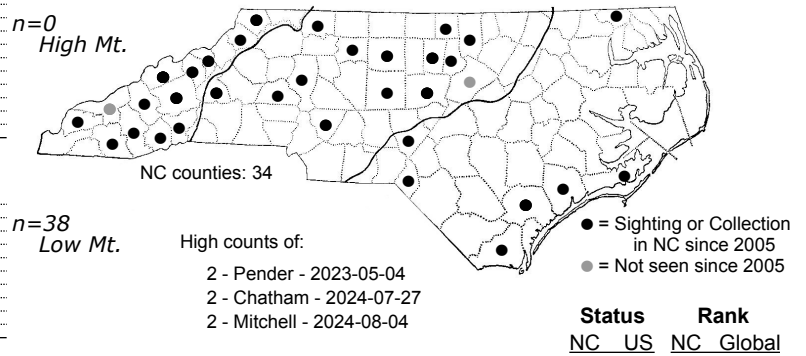 n=0
High Mt.
NC counties: 34
n=38
Low Mt.
High counts of:
2 - Pender - 2023-05-04
2 - Chatham - 2024-07-27
2 - Mitchell - 2024-08-04
● = Sighting or Collection
in NC since 2005
● = Not seen since 2005
Status Rank
NC US NC Global